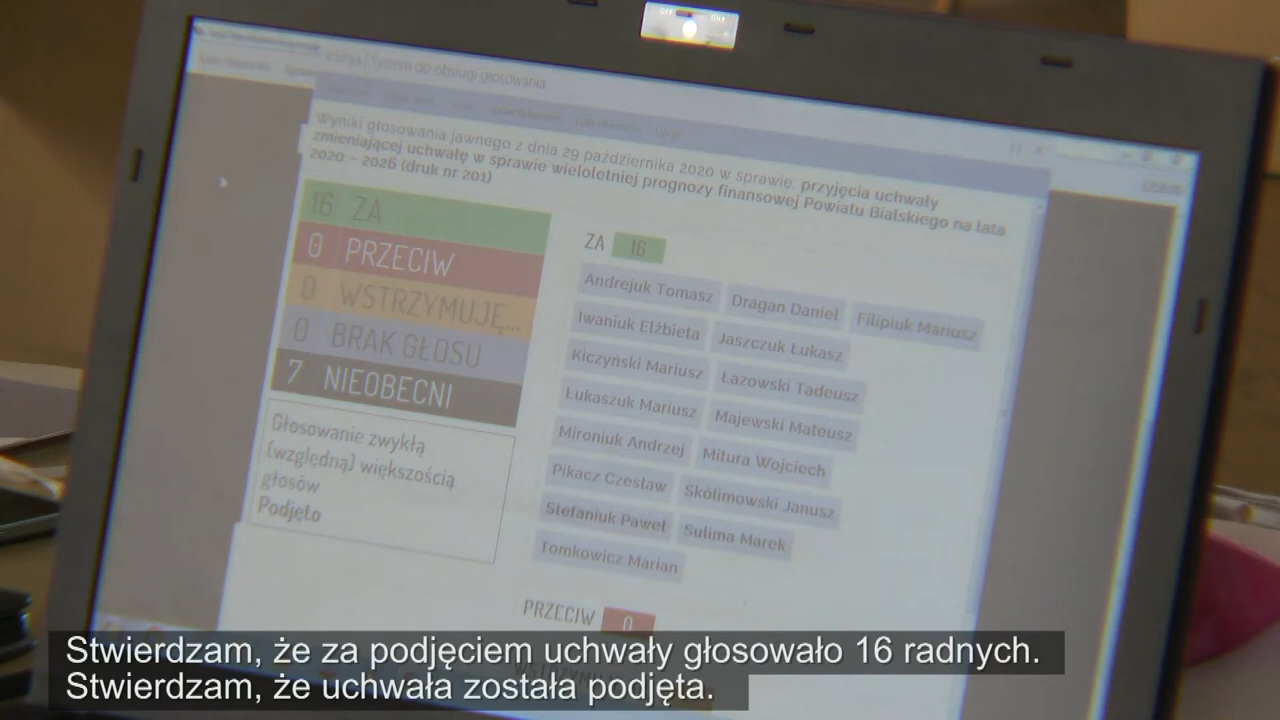 esesja | System do obsługi głosowania
Wyniki głosowania jawnego z dnia 29 października 2020 w sprawie: przyjęcia uchwały
zmieniającej uchwałę w sprawie wieloletniej prognozy finansowej Powiatu Bialskiego na lata
2020 - 2026 (druk nr 201)
16 ZA
0 PRZECIW
0 WSTRZYMUJĘ...
0 BRAK GŁOSU
7 NIEOBECNI
Głosowanie zwykłą
(względną) większością
głosów
Podjęto
ZA 16
Andrejuk Tomasz Dragan Daniel Filipiuk Mariusz
Iwaniuk Elżbieta Jaszczuk Łukasz
Kiczyński Mariusz Łazowski Tadeusz
Łukaszuk Mariusz Majewski Mateusz
Mironiuk Andrzej Mitura Wojciech
Pikacz Czesław Skólimowski Janusz
Stefaniuk Paweł Sulima Marek
Tomkowicz Marian
PRZECIW 0
Stwierdzam, że za podjęciem uchwały głosowało 16 radnych.
Stwierdzam, że uchwała została podjęta.